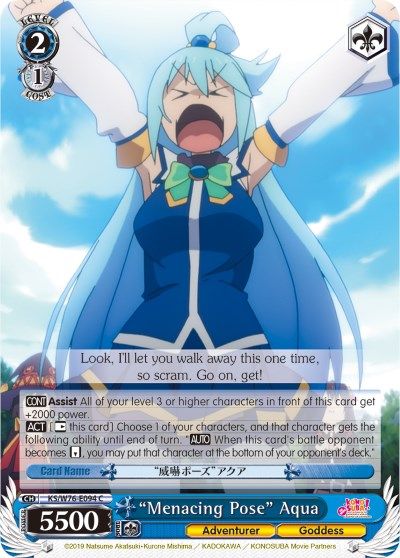 LEVEL
2
1
COST
Look, I'll let you walk away this one time,
so scram. Go on, get!
CONT Assist All of your level 3 or higher characters in front of this card get
+2000 power.
ACT [ this card] Choose 1 of your characters, and that character gets the
following ability until end of turn. "AUTO When this card's battle opponent
becomes , you may put that character at the bottom of your opponent's deck."
Card Name
"威嚇ポーズ" アクア
CH KS/W76-E094 C
5500
"Menacing Pose" Aqua
KONO SUBA
Adventurer
Goddess
©2019 Natsume Akatsuki・Kurone Mishima / KADOKAWA / KONOSUBA Movie Partners